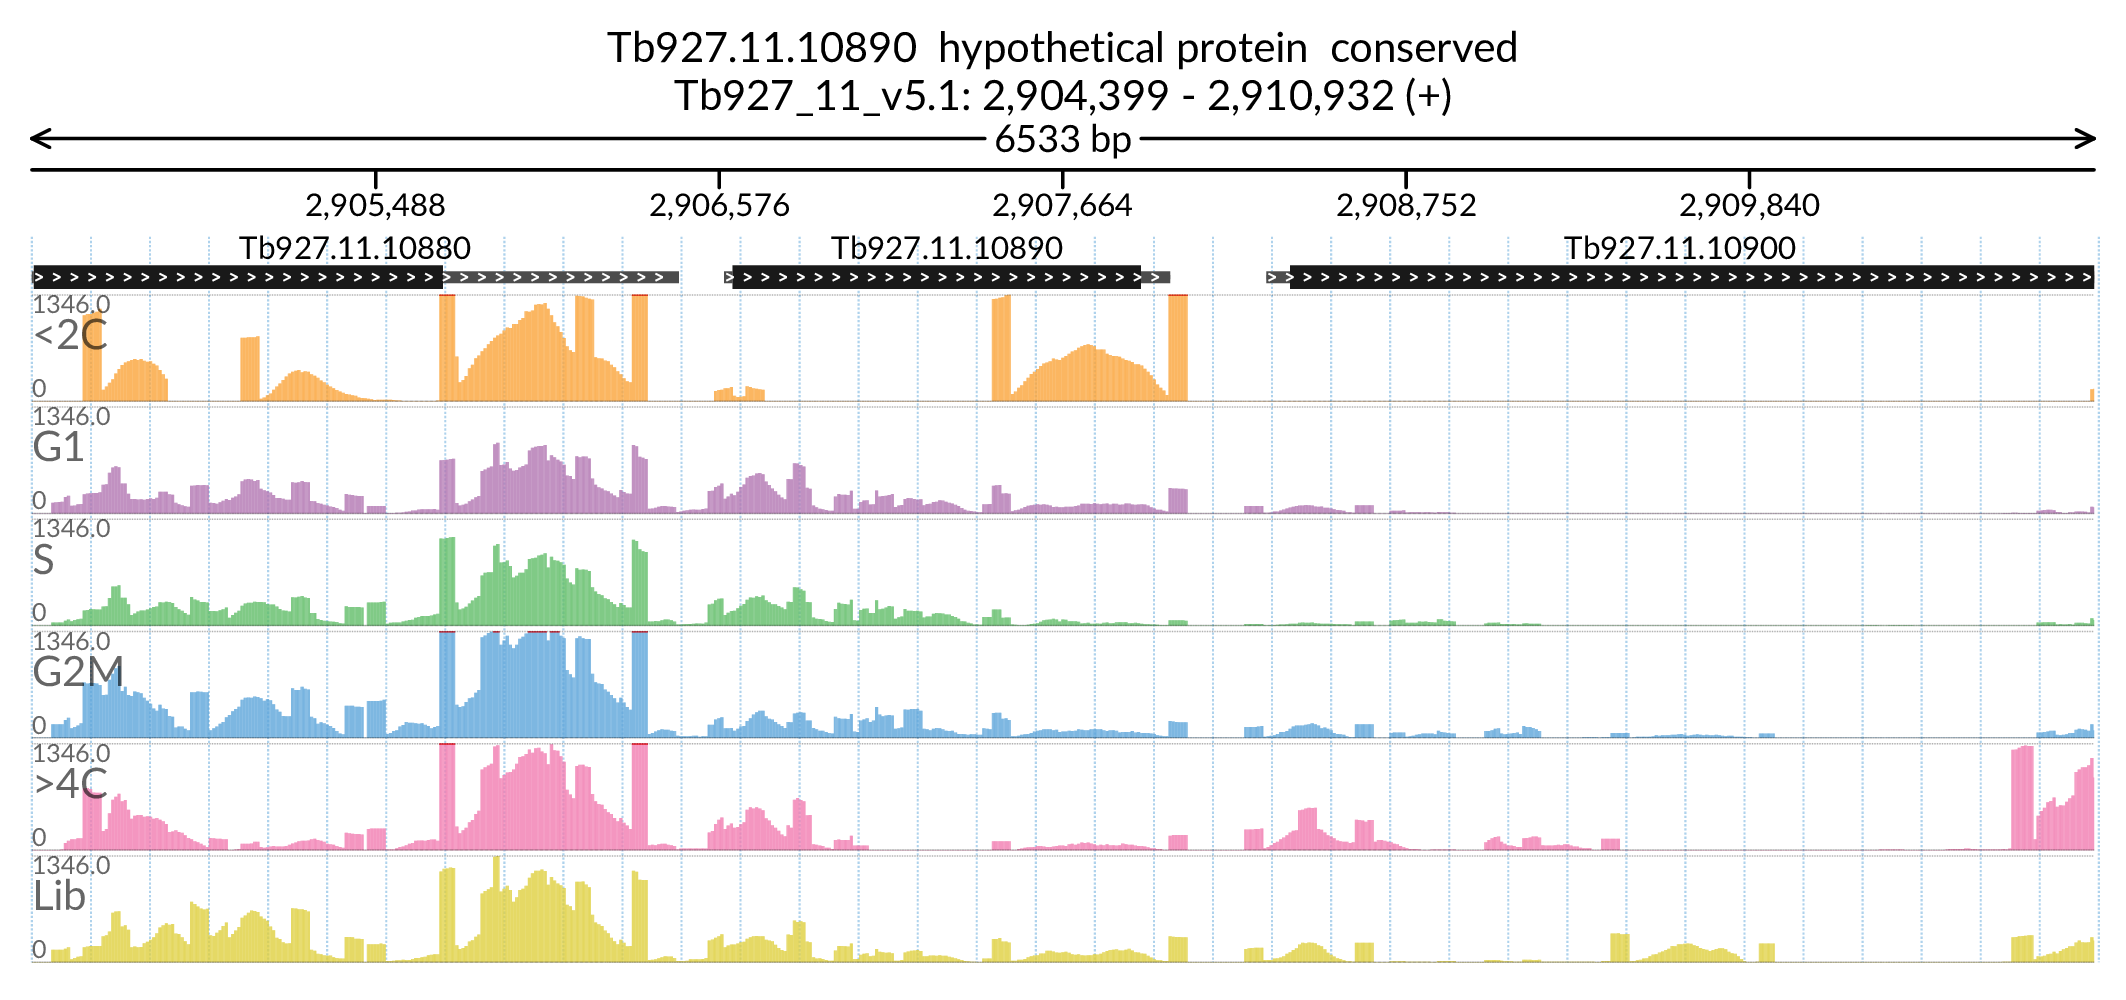 Tb927.11.10890  hypothetical protein  conserved
Tb927_11_v5.1: 2,904,399 - 2,910,932 (+)
6533 bp
2,905,488 2,906,576 2,907,664 2,908,752 2,909,840
Tb927.11.10880 Tb927.11.10890 Tb927.11.10900
1346.0
<2C
0
1346.0
G1
0
1346.0
S
0
1346.0
G2M
0
1346.0
>4C
0
1346.0
Lib
0